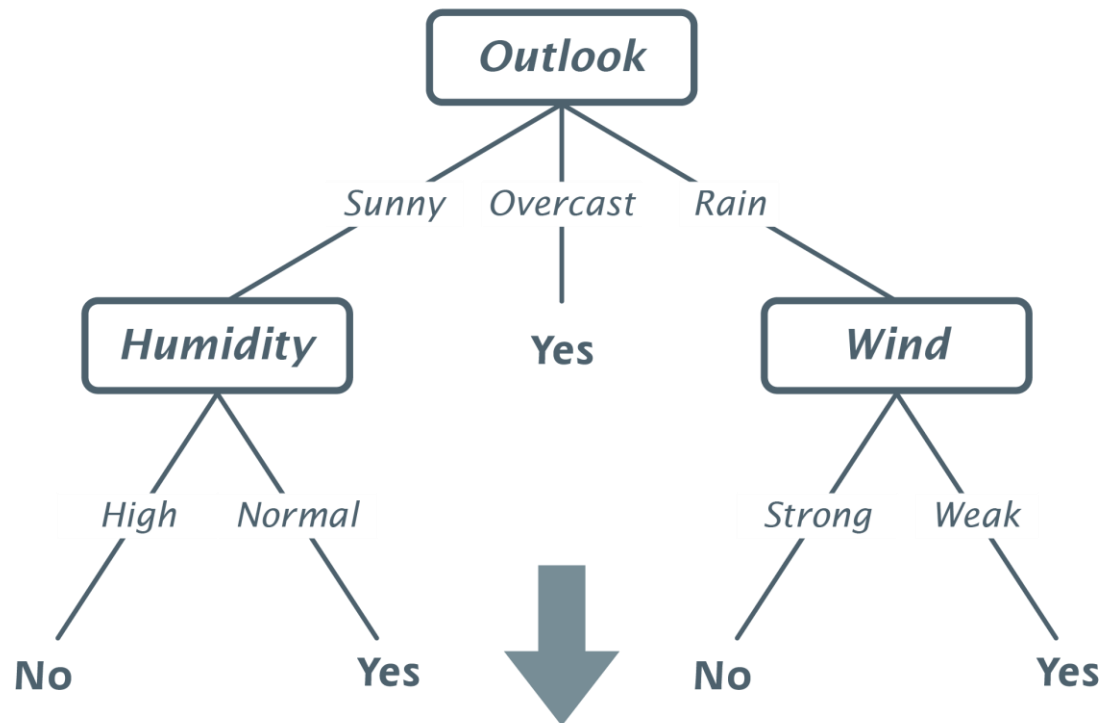 Outlook
Sunny Overcast Rain
Humidity Yes Wind
High Normal Strong Weak
No Yes No Yes